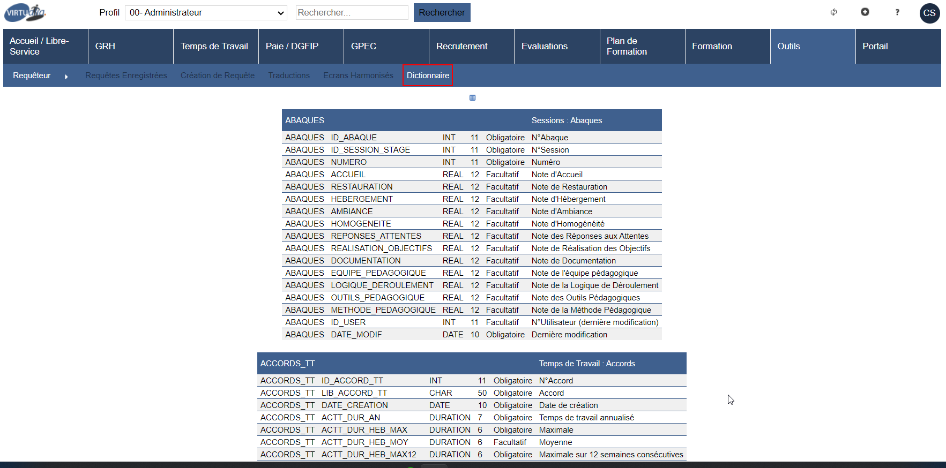 VIRTUALIA Profil 00- Administrateur Rechercher... Rechercher ? CS
Accueil / Libre-Service GRH Temps de Travail Paie / DGFIP GPEC Recrutement Evaluations Plan de Formation Formation Outils Portail
Requêteur Requêtes Enregistrées Création de Requête Traductions Ecrans Harmonisés Dictionnaire
ABAQUES Sessions : Abaques
ABAQUES ID_ABAQUE INT 11 Obligatoire N°Abaque
ABAQUES ID_SESSION_STAGE INT 11 Obligatoire N°Session
ABAQUES NUMERO INT 11 Obligatoire Numéro
ABAQUES ACCUEIL REAL 12 Facultatif Note d'Accueil
ABAQUES RESTAURATION REAL 12 Facultatif Note de Restauration
ABAQUES HEBERGEMENT REAL 12 Facultatif Note d'Hébergement
ABAQUES AMBIANCE REAL 12 Facultatif Note d'Ambiance
ABAQUES HOMOGENEITE REAL 12 Facultatif Note d'Homogénéité
ABAQUES REPONSES_ATTENTES REAL 12 Facultatif Note des Réponses aux Attentes
ABAQUES REALISATION_OBJECTIFS REAL 12 Facultatif Note de Réalisation des Objectifs
ABAQUES DOCUMENTATION REAL 12 Facultatif Note de Documentation
ABAQUES EQUIPE_PEDAGOGIQUE REAL 12 Facultatif Note de l'équipe pédagogique
ABAQUES LOGIQUE_DEROULEMENT REAL 12 Facultatif Note de la Logique de Déroulement
ABAQUES OUTILS_PEDAGOGIQUE REAL 12 Facultatif Note des Outils Pédagogiques
ABAQUES METHODE_PEDAGOGIQUE REAL 12 Facultatif Note de la Méthode Pédagogique
ABAQUES ID_USER INT 11 Facultatif N°Utilisateur (dernière modification)
ABAQUES DATE_MODIF DATE 10 Obligatoire Dernière modification
ACCORDS_TT Temps de Travail : Accords
ACCORDS_TT ID_ACCORD_TT INT 11 Obligatoire N°Accord
ACCORDS_TT LIB_ACCORD_TT CHAR 50 Obligatoire Accord
ACCORDS_TT DATE_CREATION DATE 10 Obligatoire Date de création
ACCORDS_TT ACTT_DUR_AN DURATION 7 Obligatoire Temps de travail annualisé
ACCORDS_TT ACTT_DUR_HEB_MAX DURATION 6 Obligatoire Maximale
ACCORDS_TT ACTT_DUR_HEB_MOY DURATION 6 Facultatif Moyenne
ACCORDS_TT ACTT_DUR_HEB_MAX12 DURATION 6 Obligatoire Maximale sur 12 semaines consécutives